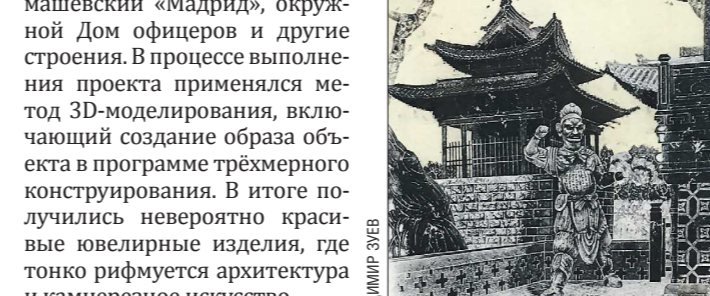 машевский «Мадрид», окруж-
ной Дом офицеров и другие
строения. В процессе выполне-
ния проекта применялся ме-
тод 3D-моделирования, вклю-
чающий создание образа объ-
екта в программе трёхмерного
конструирования. В итоге по-
лучились невероятно краси-
вые ювелирные изделия, где
тонко рифмуется архитектура
и камнерезное искусство
ЗУЕВ